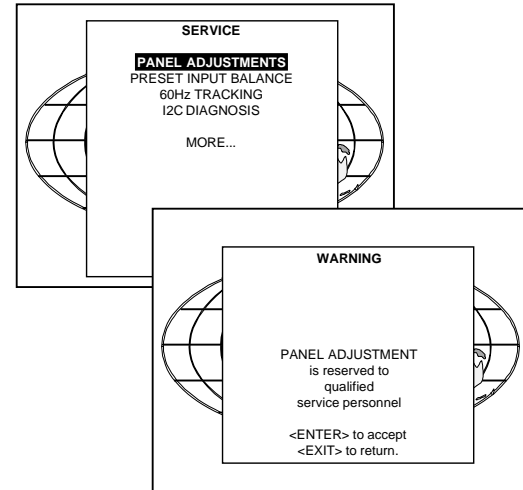 SERVICE
PANEL ADJUSTMENTS
PRESET INPUT BALANCE
60Hz TRACKING
I2C DIAGNOSIS
MORE...
WARNING
PANEL ADJUSTMENT
is reserved to
qualified
service personnel
<ENTER> to accept
<EXIT> to return.